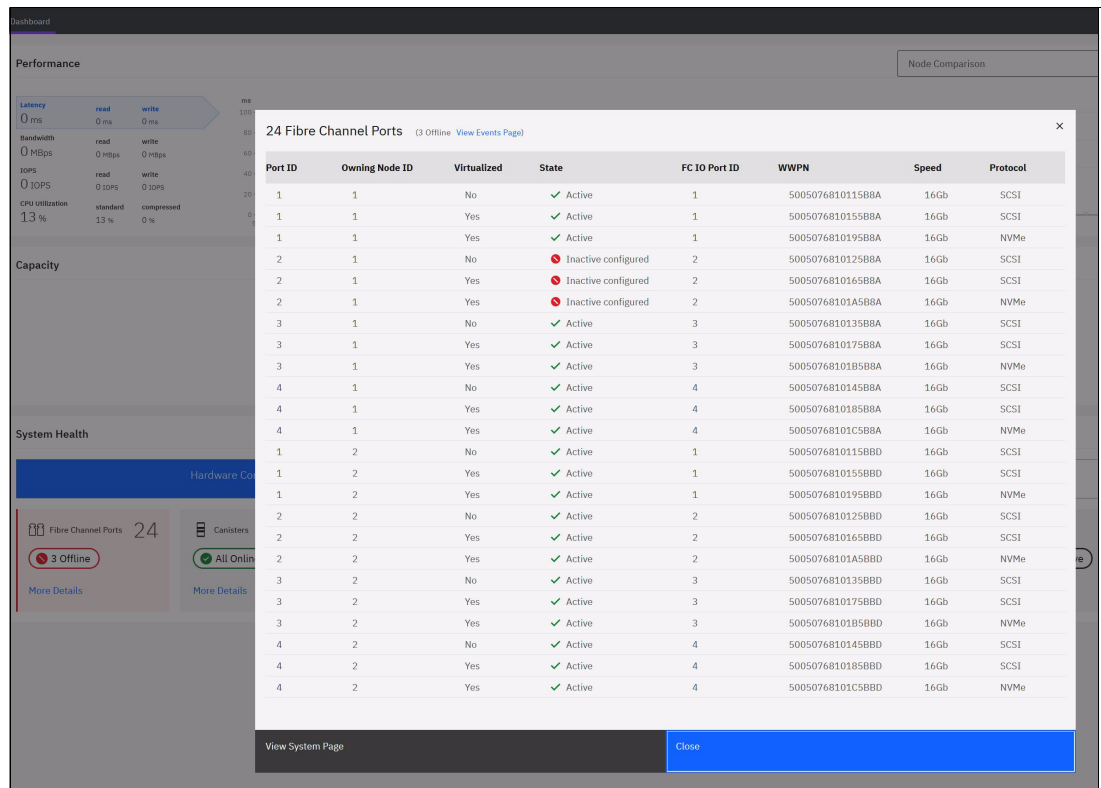 Dashboard
Performance
Node Comparison
Latency read write
0 ms 0 ms 0 ms
Bandwidth read write
0 MBps 0 MBps 0 MBps
IOPS read write
0 IOPS 0 IOPS 0 IOPS
CPU Utilization standard compressed
13 % 13 % 0 %
ms
100
80
60
40
20
0
Capacity
System Health
Hardware Co
Fibre Channel Ports 24
3 Offline
More Details
Canisters
All Onlin
More Details
24 Fibre Channel Ports (3 Offline View Events Page)
Port ID Owning Node ID Virtualized State FC IO Port ID WWPN Speed Protocol
1 1 No Active 1 5005076810115B8A 16Gb SCSI
1 1 Yes Active 1 5005076810155B8A 16Gb SCSI
1 1 Yes Active 1 5005076810195B8A 16Gb NVMe
2 1 No Inactive configured 2 5005076810125B8A 16Gb SCSI
2 1 Yes Inactive configured 2 5005076810165B8A 16Gb SCSI
2 1 Yes Inactive configured 2 50050768101A5B8A 16Gb NVMe
3 1 No Active 3 5005076810135B8A 16Gb SCSI
3 1 Yes Active 3 5005076810175B8A 16Gb SCSI
3 1 Yes Active 3 50050768101B5B8A 16Gb NVMe
4 1 No Active 4 5005076810145B8A 16Gb SCSI
4 1 Yes Active 4 5005076810185B8A 16Gb SCSI
4 1 Yes Active 4 50050768101C5B8A 16Gb NVMe
1 2 No Active 1 5005076810115BBD 16Gb SCSI
1 2 Yes Active 1 5005076810155BBD 16Gb SCSI
1 2 Yes Active 1 5005076810195BBD 16Gb NVMe
2 2 No Active 2 5005076810125BBD 16Gb SCSI
2 2 Yes Active 2 5005076810165BBD 16Gb SCSI
2 2 Yes Active 2 50050768101A5BBD 16Gb NVMe
3 2 No Active 3 5005076810135BBD 16Gb SCSI
3 2 Yes Active 3 5005076810175BBD 16Gb SCSI
3 2 Yes Active 3 50050768101B5BBD 16Gb NVMe
4 2 No Active 4 5005076810145BBD 16Gb SCSI
4 2 Yes Active 4 5005076810185BBD 16Gb SCSI
4 2 Yes Active 4 50050768101C5BBD 16Gb NVMe
View System Page
Close